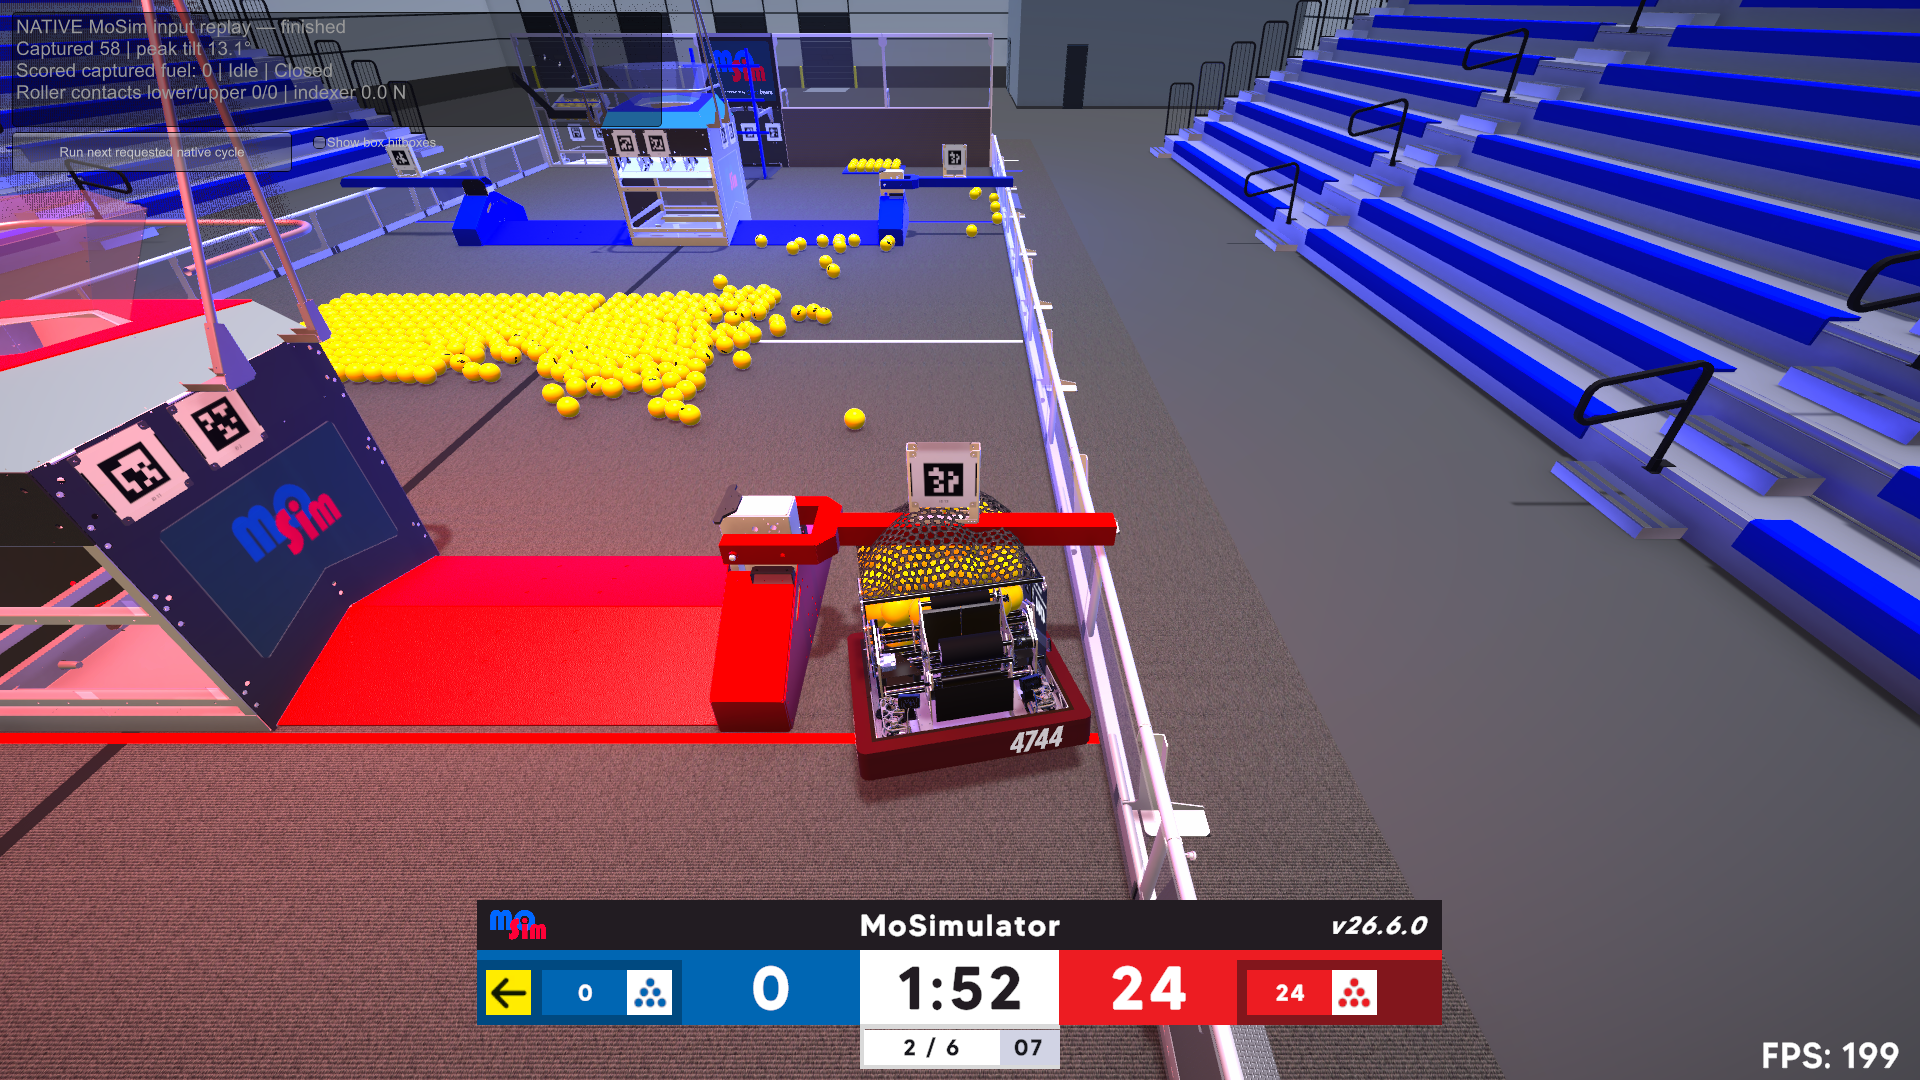 NATIVE MoSim input replay — finished
Captured 58 | peak tilt 13.1°
Scored captured fuel: 0 | Idle | Closed
Roller contacts lower/upper 0/0 | indexer 0.0 N
Run next requested native cycle
Show box hitboxes
mosim
mosim
4744
mosim
MoSimulator
v26.6.0
0
0
1:52
24
24
2 / 6
07
FPS: 199